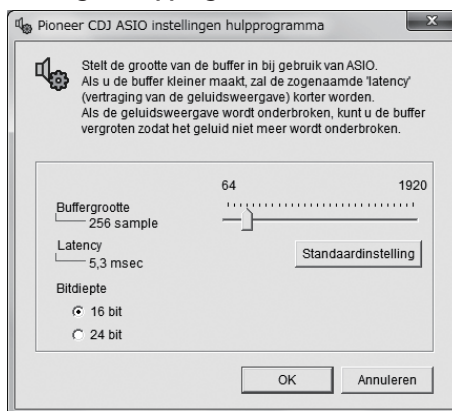 Pioneer CDJ ASIO instellingen hulpprogramma
Stelt de grootte van de buffer in bij gebruik van ASIO.
Als u de buffer kleiner maakt, zal de zogenaamde 'latency'
(vertraging van de geluidsweergave) korter worden.
Als de geluidsweergave wordt onderbroken, kunt u de buffer
vergroten zodat het geluid niet meer wordt onderbroken.
64 1920
Buffergrootte
256 sample
Latency
5,3 msec
Standaardinstelling
Bitdiepte
16 bit
24 bit
OK Annuleren